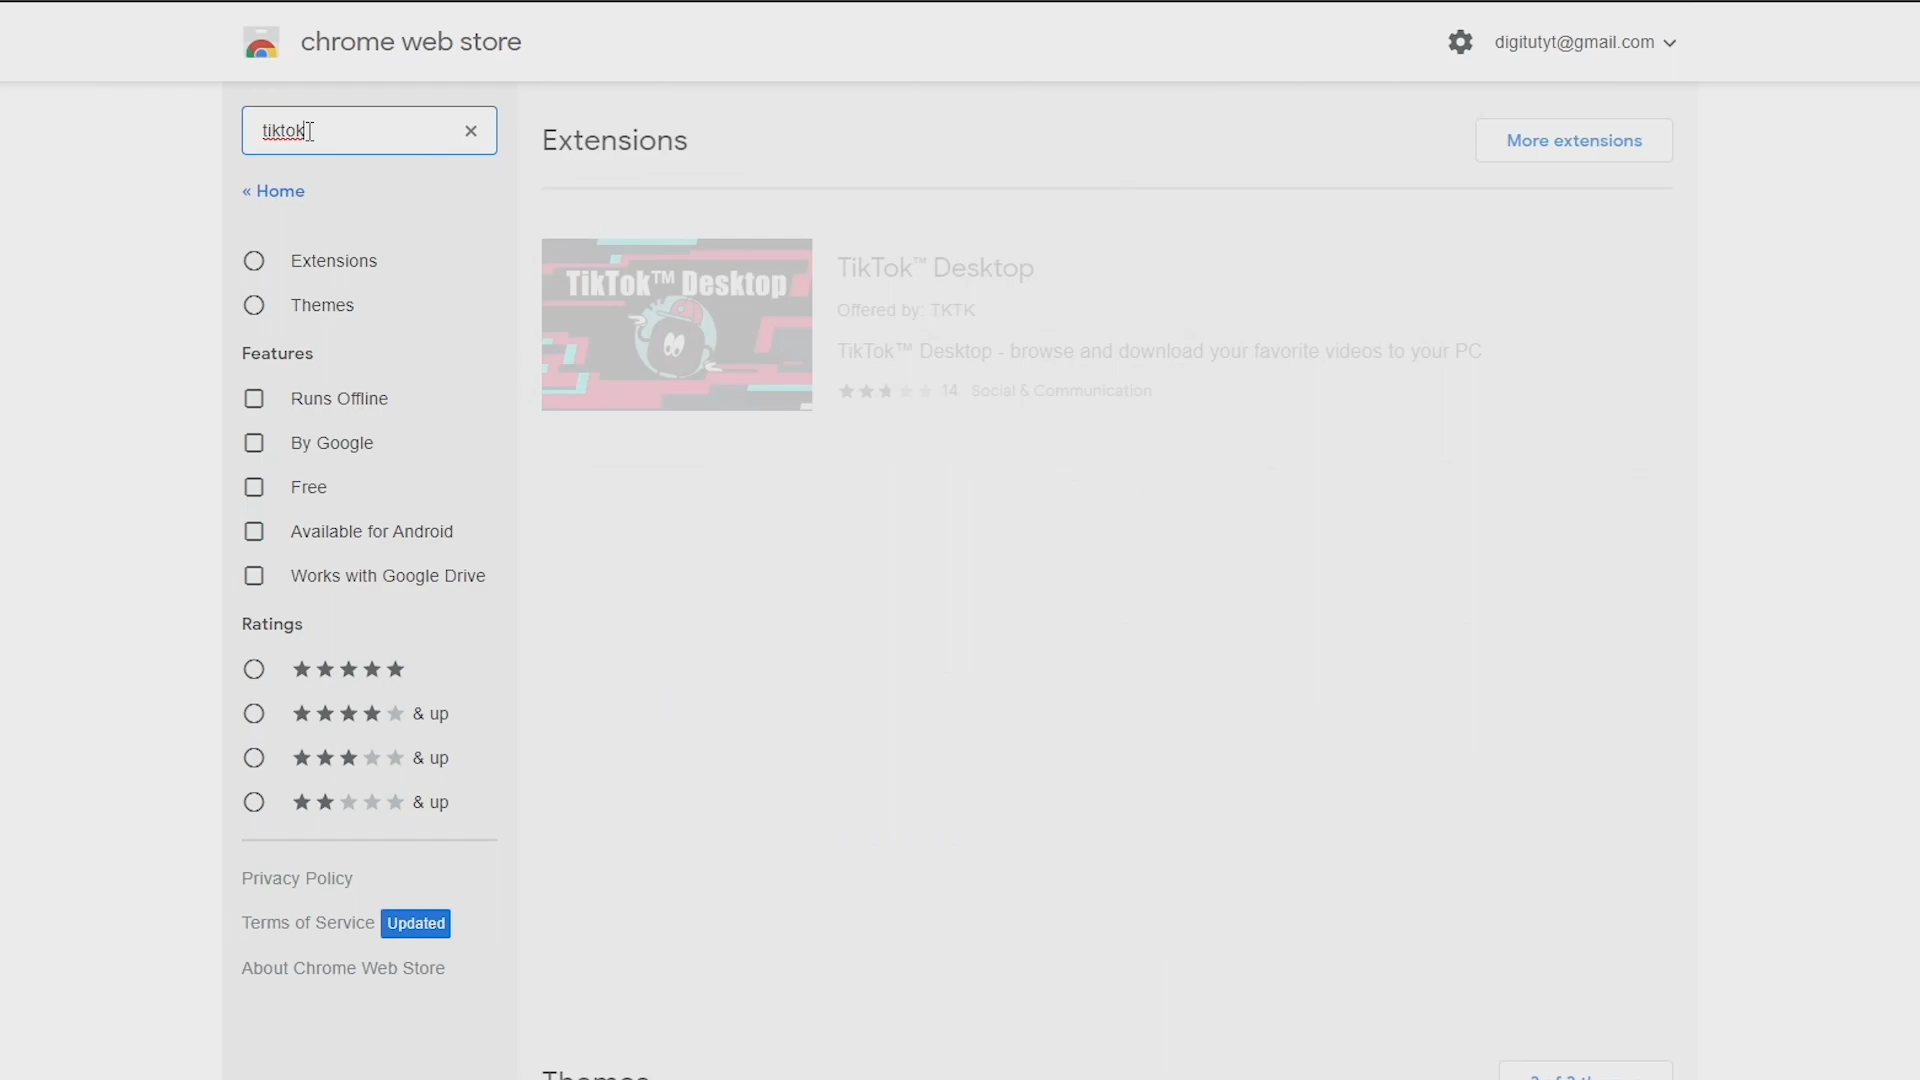 chrome web store
digitutyt@gmail.com
tiktok
« Home
Extensions
Themes
Features
Runs Offline
By Google
Free
Available for Android
Works with Google Drive
Ratings
& up
& up
& up
Privacy Policy
Terms of Service Updated
About Chrome Web Store
Extensions
More extensions
TikTok™ Desktop
TikTok™ Desktop
Offered by: TKTK
TikTok™ Desktop - browse and download your favorite videos to your PC
14 Social & Communication
Themes